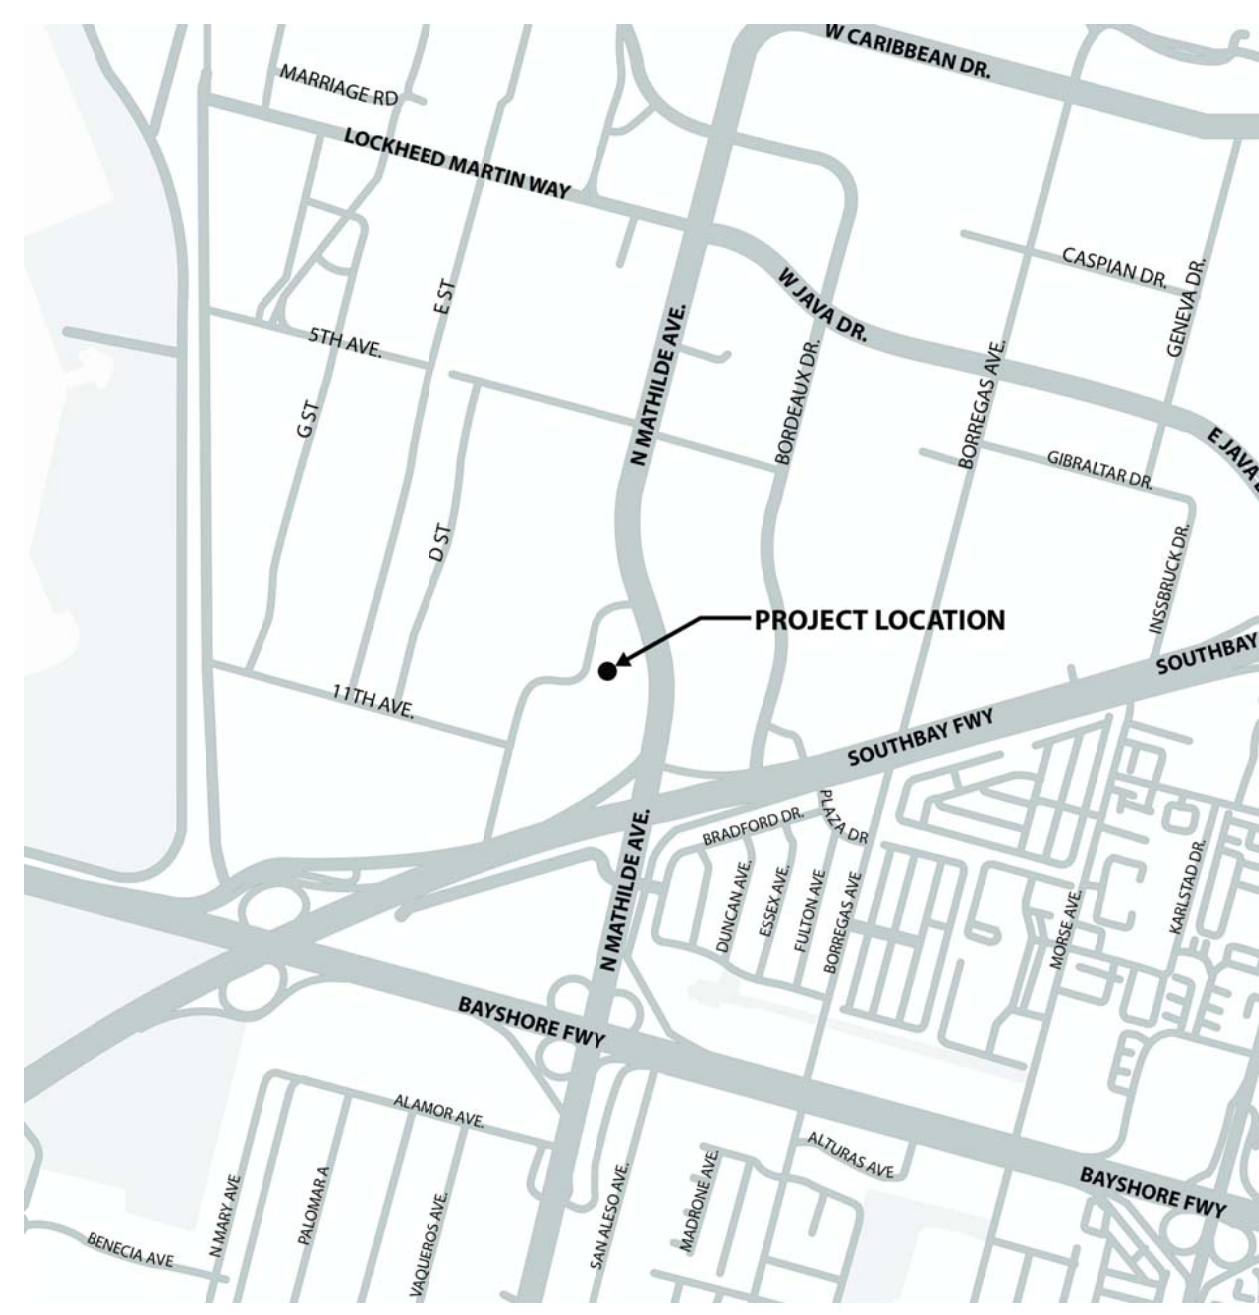 W CARIBBEAN DR.
MARRIAGE RD
LOCKHEED MARTIN WAY
CASPIAN DR.
GENEVA DR.
E ST
W JAVA DR.
5TH AVE.
N MATHILDE AVE.
BORDEAUX DR.
BORREGAS AVE.
G ST
E JAVA
GIBRALTAR DR.
D ST
INSSBRUCK DR.
PROJECT LOCATION
SOUTHBAY
11TH AVE.
SOUTHBAY FWY
PLAZA DR
BRADFORD DR.
N MATHILDE AVE.
DUNCAN AVE.
ESSEX AVE.
FULTON AVE
BORREGAS AVE
MORSE AVE.
KARLSTAD DR.
BAYSHORE FWY
ALAMOR AVE.
ALTURAS AVE
BAYSHORE FWY
N MARY AVE
PALOMAR A
VAQUEROS AVE.
SAN ALESO AVE.
MADRONE AVE.
BENECIA AVE